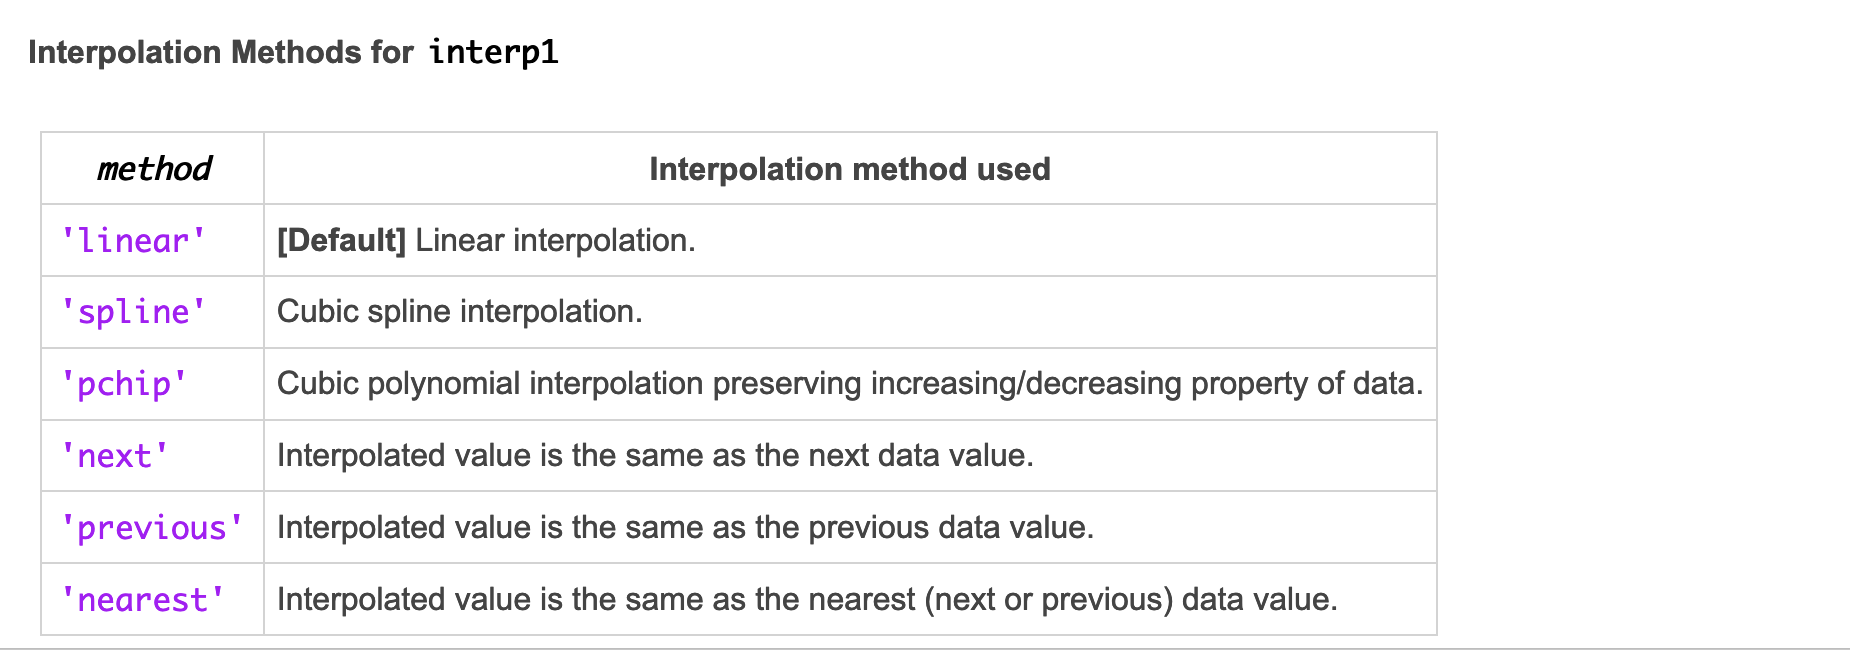 Interpolation Methods for interp1
method Interpolation method used
'linear' [Default] Linear interpolation.
'spline' Cubic spline interpolation.
'pchip' Cubic polynomial interpolation preserving increasing/decreasing property of data.
'next' Interpolated value is the same as the next data value.
'previous' Interpolated value is the same as the previous data value.
'nearest' Interpolated value is the same as the nearest (next or previous) data value.